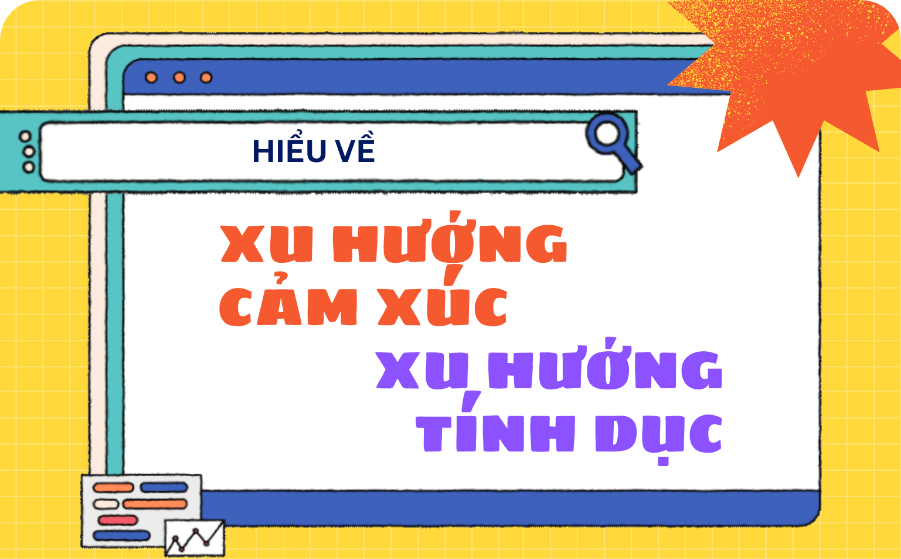 HIỂU VỀ
XU HƯỚNG
CẢM XÚC
XU HƯỚNG
TÍNH DỤC